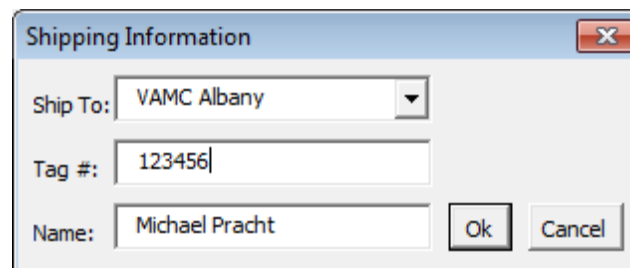 Shipping Information
Ship To: VAMC Albany
Tag #: 123456
Name: Michael Pracht Ok Cancel